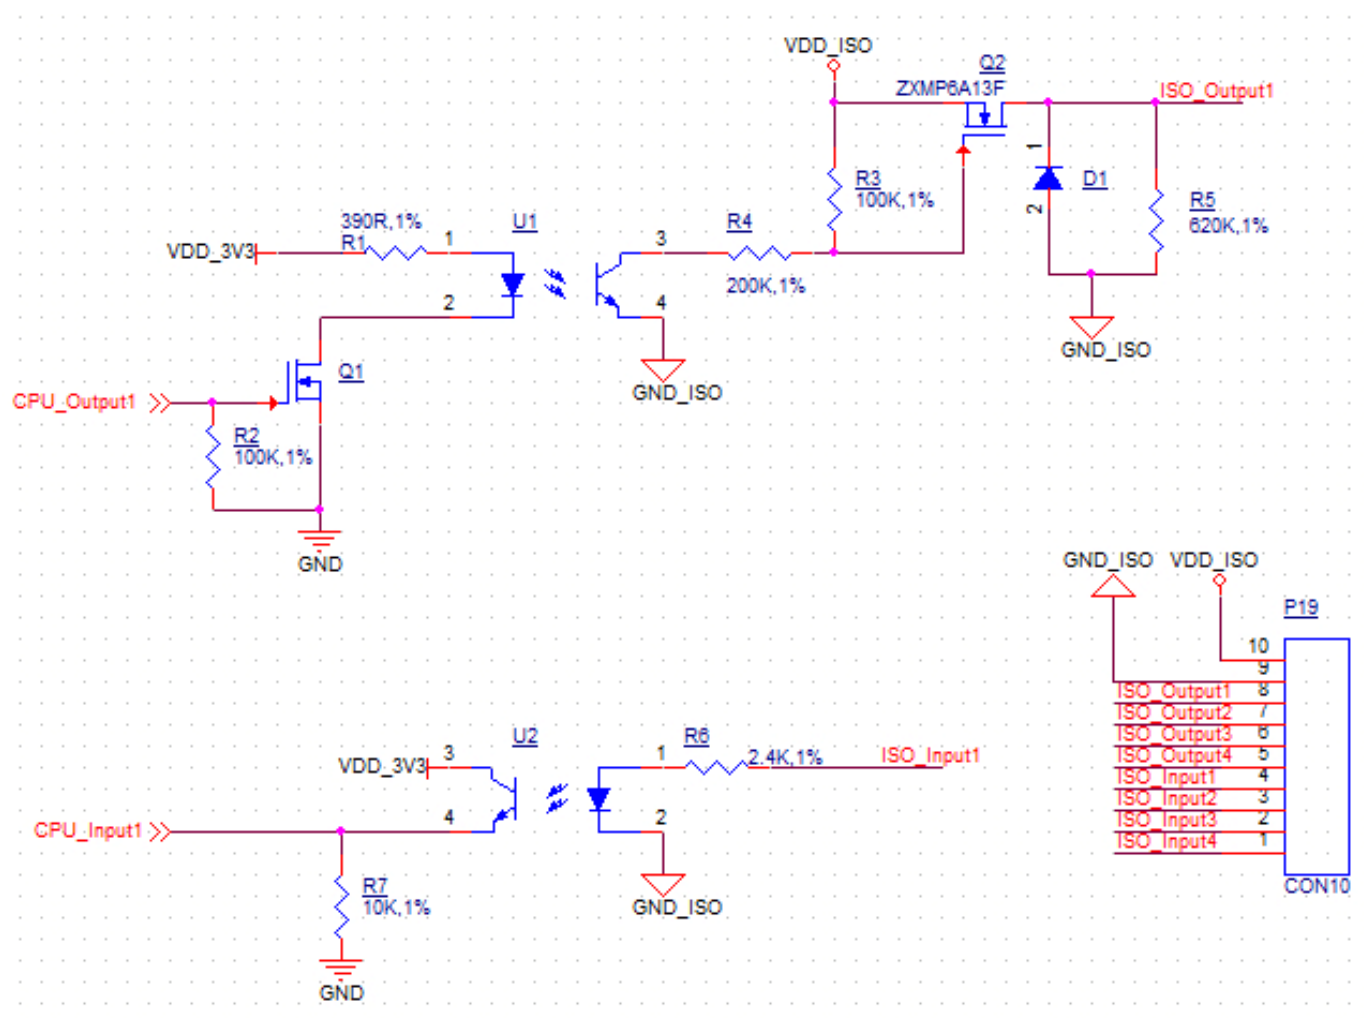 VDD_ISO
Q2
ZXMP6A13F
ISO_Output1
1
D1
2
R3
100K,1%
R5
620K,1%
390R,1%
R1
VDD_3V3
1
U1
3
R4
200K,1%
2
4
GND_ISO
GND_ISO
Q1
CPU_Output1
R2
100K,1%
GND
GND_ISO
VDD_ISO
P19
10
9
ISO_Output1 8
ISO_Output2 7
ISO_Output3 6
ISO_Output4 5
ISO_Input1 4
ISO_Input2 3
ISO_Input3 2
ISO_Input4 1
CON10
U2
VDD_3V3
3
1
R6
2.4K,1%
ISO_Input1
CPU_Input1
4
2
R7
10K,1%
GND_ISO
GND